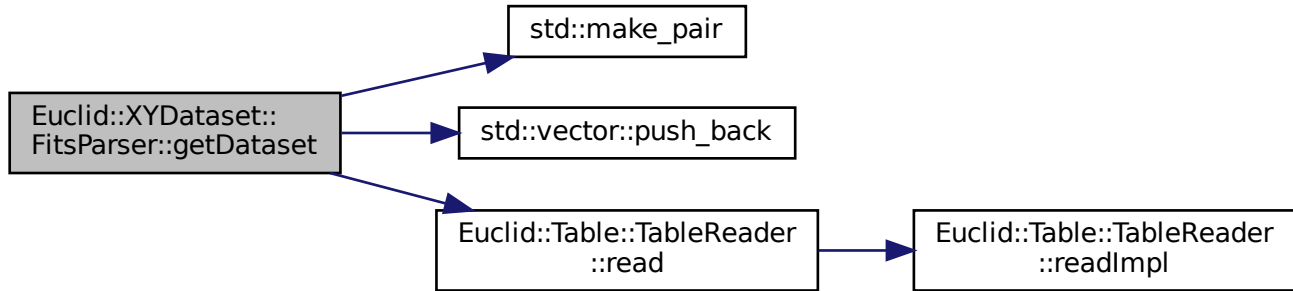 Euclid::XYDataset::
FitsParser::getDataset
std::make_pair
std::vector::push_back
Euclid::Table::TableReader
::read
Euclid::Table::TableReader
::readImpl